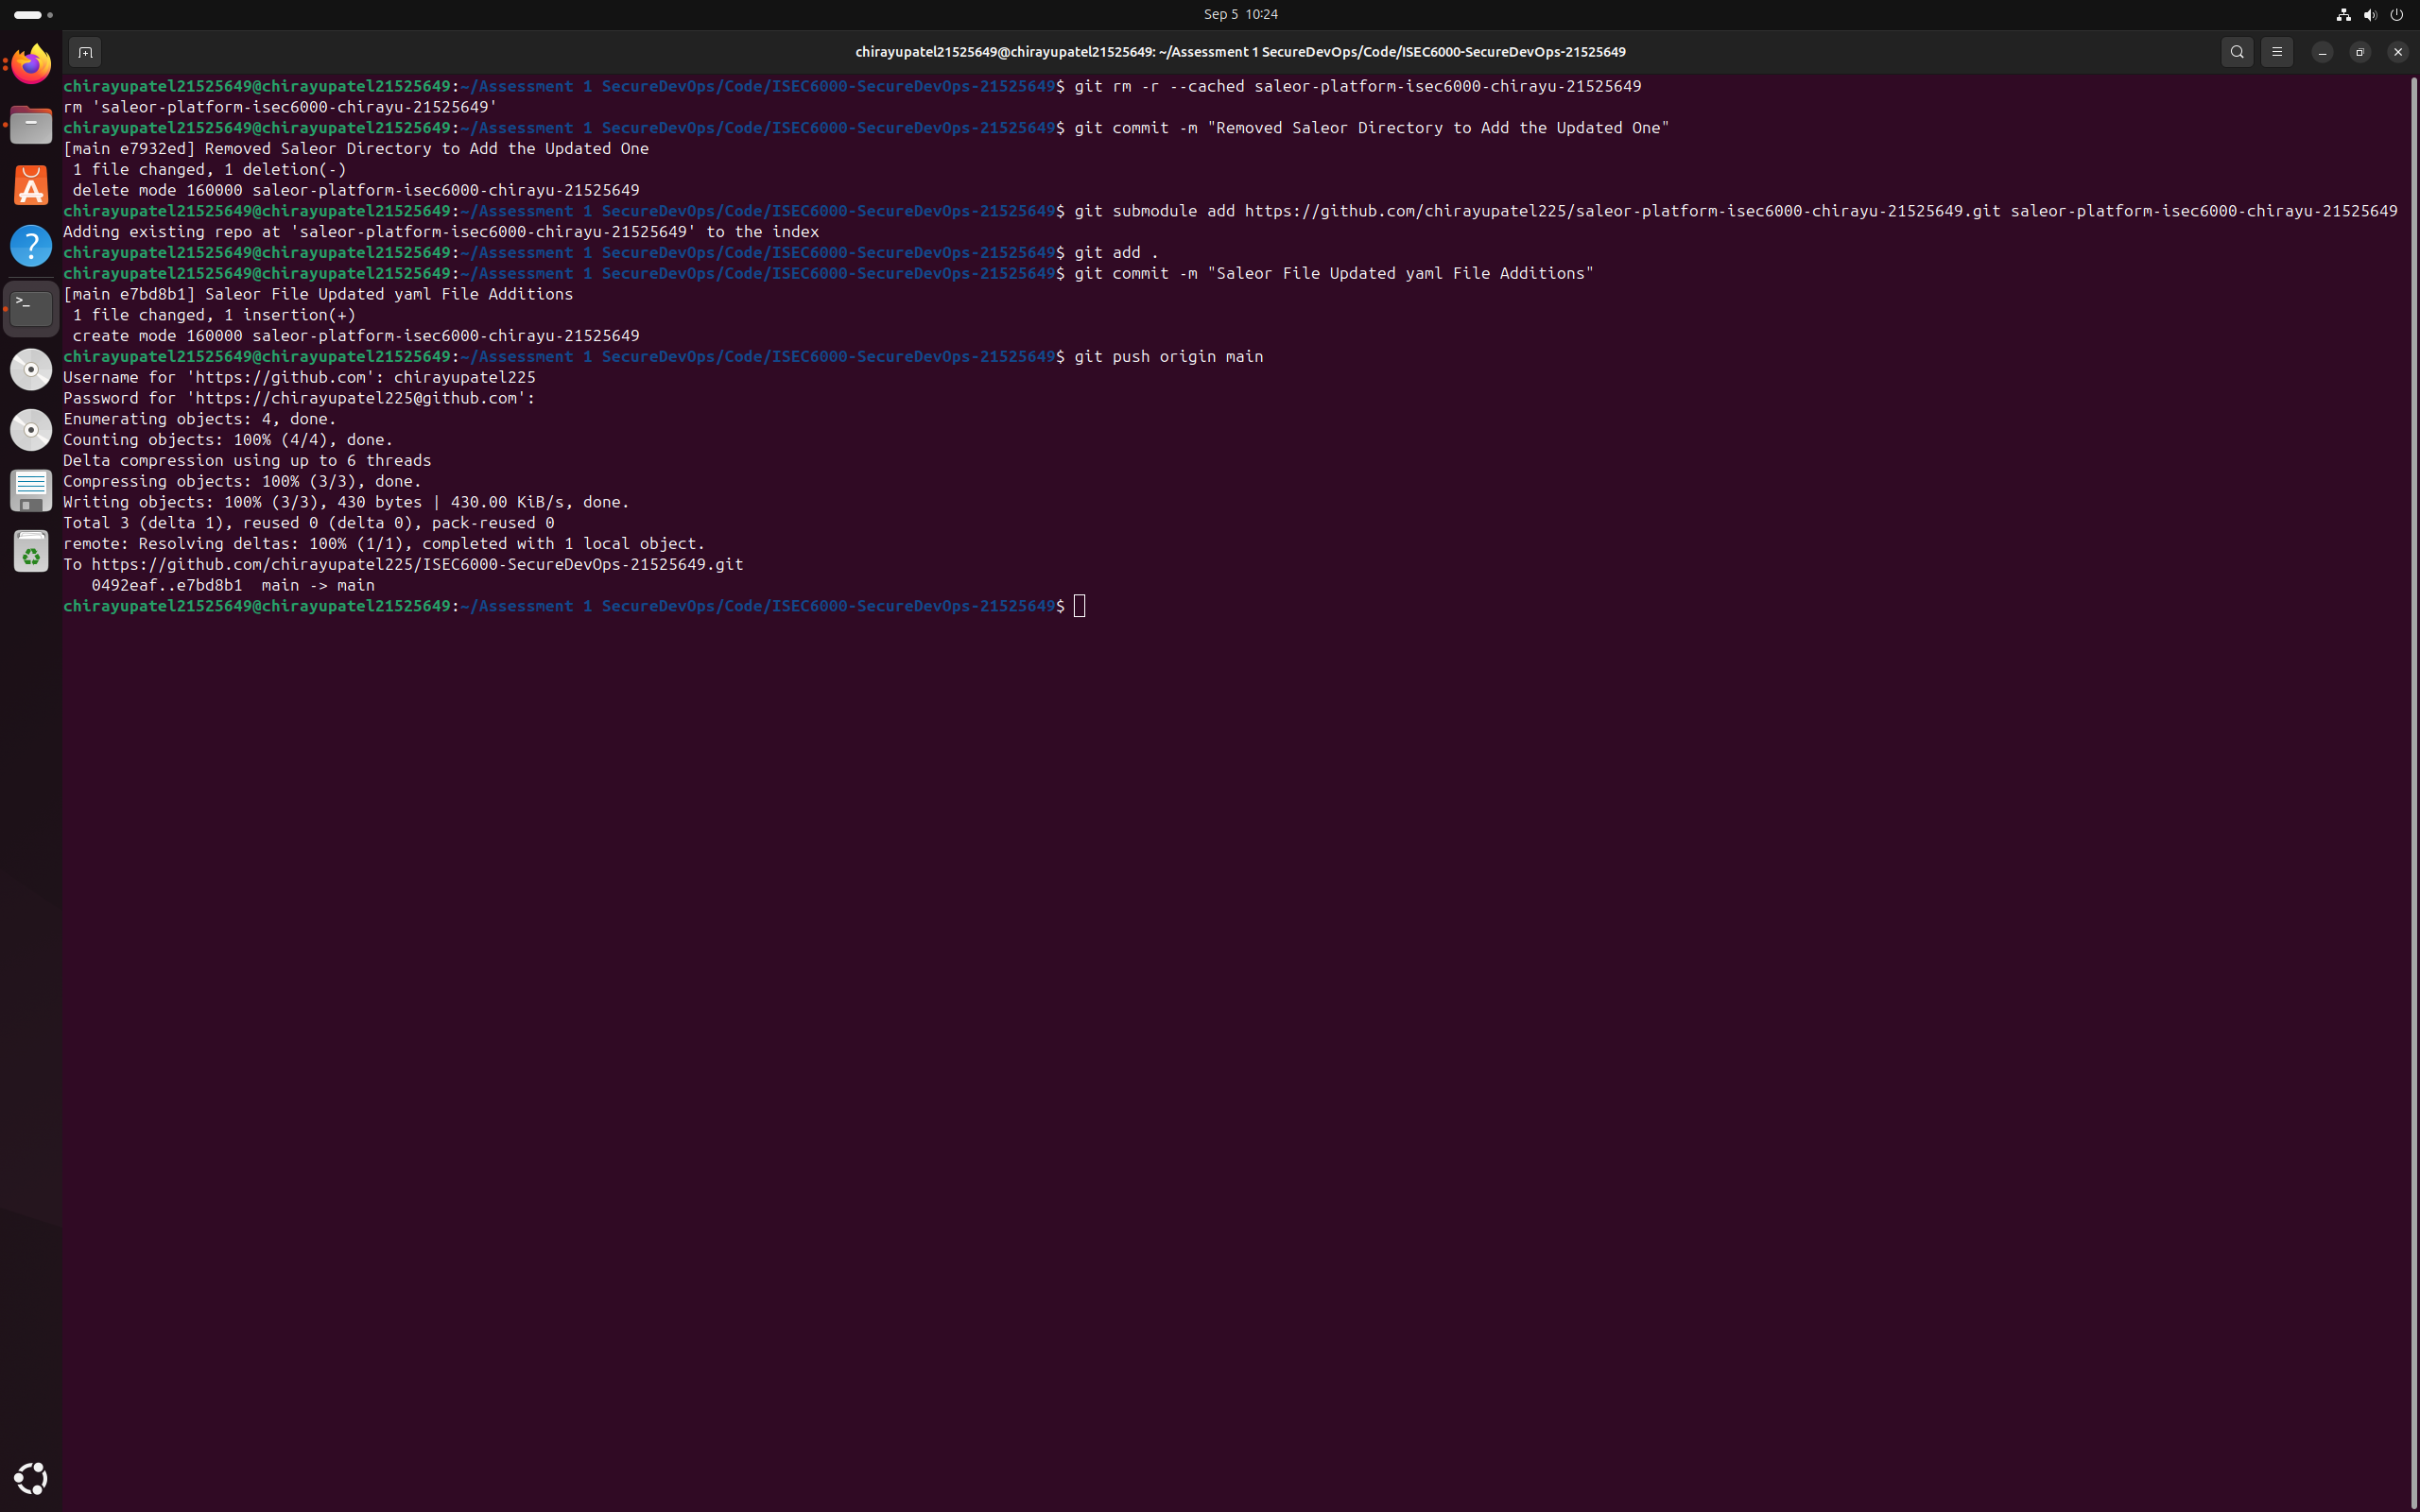 Sep 5 10:24
chirayupatel21525649@chirayupatel21525649: ~/Assessment 1 SecureDevOps/Code/ISEC6000-SecureDevOps-21525649
chirayupatel21525649@chirayupatel21525649:~/Assessment 1 SecureDevOps/Code/ISEC6000-SecureDevOps-21525649$ git rm -r --cached saleor-platform-isec6000-chirayu-21525649
rm 'saleor-platform-isec6000-chirayu-21525649'
chirayupatel21525649@chirayupatel21525649:~/Assessment 1 SecureDevOps/Code/ISEC6000-SecureDevOps-21525649$ git commit -m "Removed Saleor Directory to Add the Updated One"
[main e7932ed] Removed Saleor Directory to Add the Updated One
 1 file changed, 1 deletion(-)
 delete mode 160000 saleor-platform-isec6000-chirayu-21525649
chirayupatel21525649@chirayupatel21525649:~/Assessment 1 SecureDevOps/Code/ISEC6000-SecureDevOps-21525649$ git submodule add https://github.com/chirayupatel225/saleor-platform-isec6000-chirayu-21525649.git saleor-platform-isec6000-chirayu-21525649
Adding existing repo at 'saleor-platform-isec6000-chirayu-21525649' to the index
chirayupatel21525649@chirayupatel21525649:~/Assessment 1 SecureDevOps/Code/ISEC6000-SecureDevOps-21525649$ git add .
chirayupatel21525649@chirayupatel21525649:~/Assessment 1 SecureDevOps/Code/ISEC6000-SecureDevOps-21525649$ git commit -m "Saleor File Updated yaml File Additions"
[main e7bd8b1] Saleor File Updated yaml File Additions
 1 file changed, 1 insertion(+)
 create mode 160000 saleor-platform-isec6000-chirayu-21525649
chirayupatel21525649@chirayupatel21525649:~/Assessment 1 SecureDevOps/Code/ISEC6000-SecureDevOps-21525649$ git push origin main
Username for 'https://github.com': chirayupatel225
Password for 'https://chirayupatel225@github.com':
Enumerating objects: 4, done.
Counting objects: 100% (4/4), done.
Delta compression using up to 6 threads
Compressing objects: 100% (3/3), done.
Writing objects: 100% (3/3), 430 bytes | 430.00 KiB/s, done.
Total 3 (delta 1), reused 0 (delta 0), pack-reused 0
remote: Resolving deltas: 100% (1/1), completed with 1 local object.
To https://github.com/chirayupatel225/ISEC6000-SecureDevOps-21525649.git
   0492eaf..e7bd8b1  main -> main
chirayupatel21525649@chirayupatel21525649:~/Assessment 1 SecureDevOps/Code/ISEC6000-SecureDevOps-21525649$